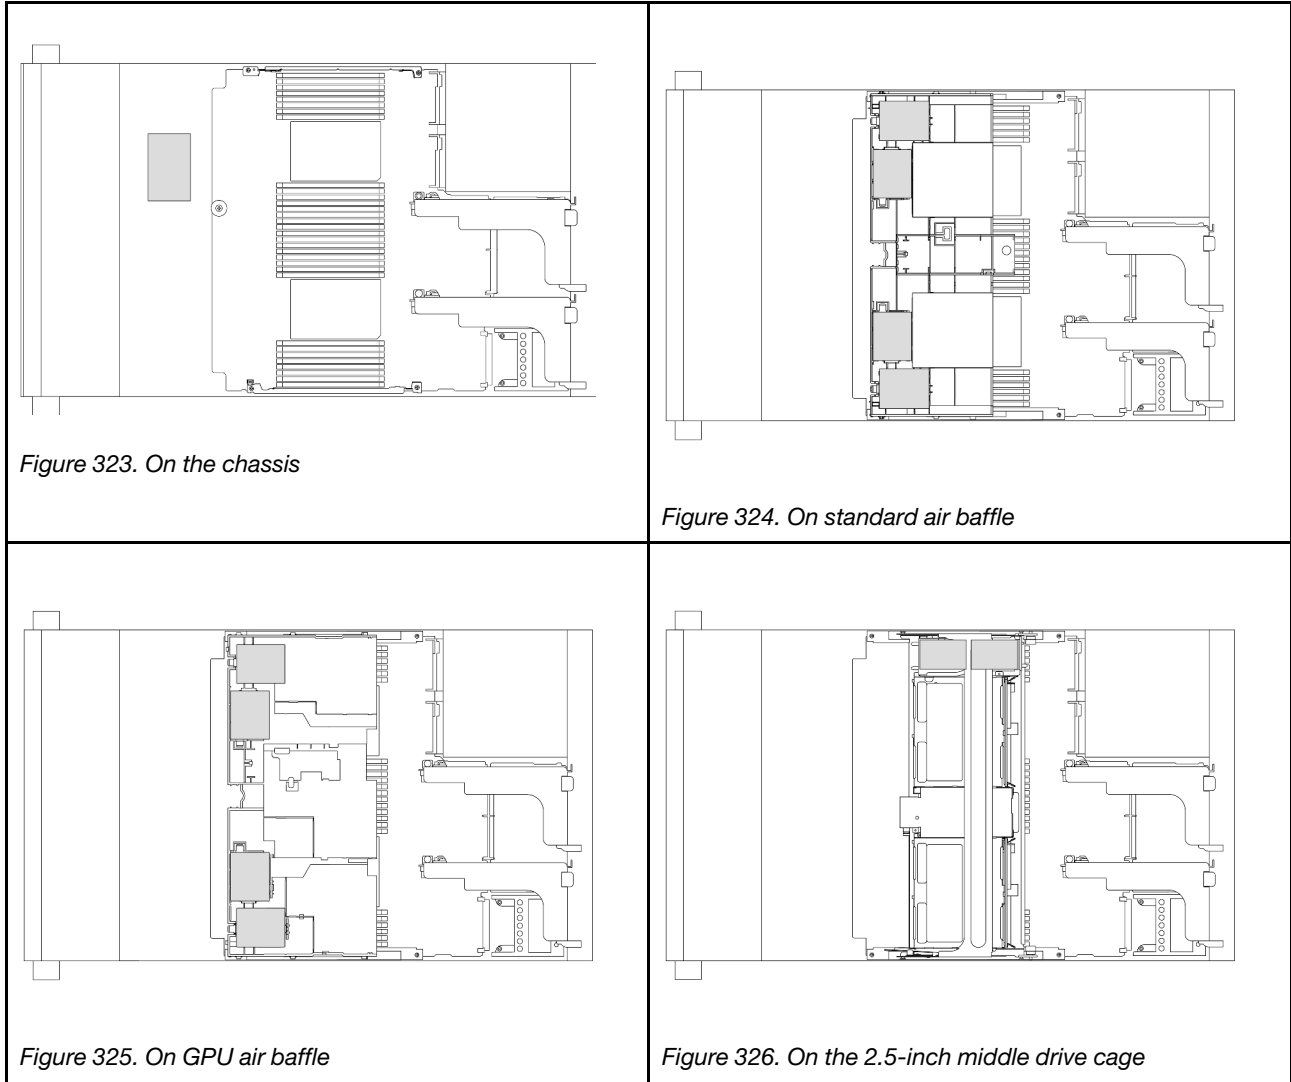 Figure 323. On the chassis
Figure 324. On standard air baffle
Figure 325. On GPU air baffle
Figure 326. On the 2.5-inch middle drive cage